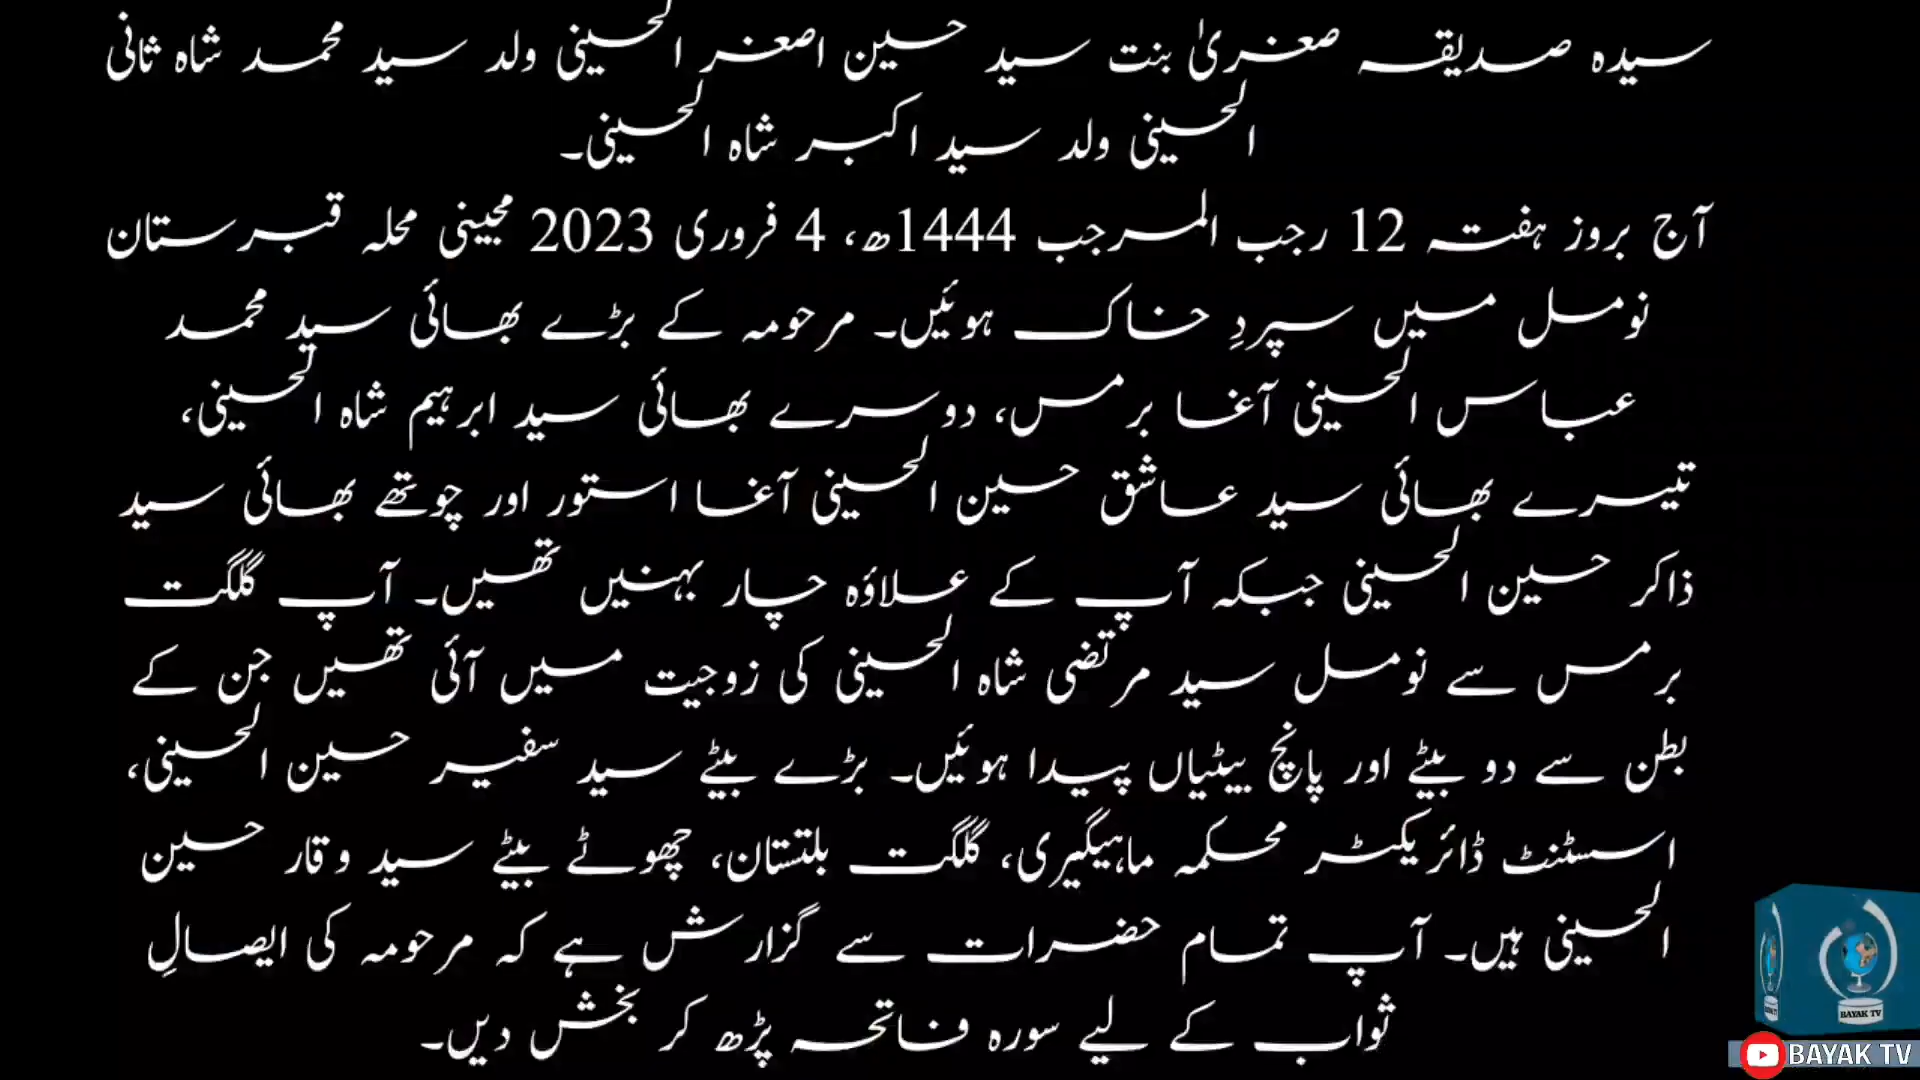 سیدہ صدیقہ صغریٰ بنت سید حسین اصغر الحسینی ولد سید محمد شاہ ثانی
الحسینی ولد سید اکبر شاہ الحسینی۔
آج بروز ہفتہ 12 رجب المرجب 1444ھ، 4 فروری 2023 مجینی محلہ قبرستان
نومل میں سپردِ خاک ہوئیں۔ مرحومہ کے بڑے بھائی سید محمد
عباس الحسینی آغا برمس، دوسرے بھائی سید ابرہیم شاہ الحسینی،
تیسرے بھائی سید عاشق حسین الحسینی آغا استور اور چوتھے بھائی سید
ذاکر حسین الحسینی جبکہ آپ کے علاؤہ چار بہنیں تھیں۔ آپ گلگت
برمس سے نومل سید مرتضی شاہ الحسینی کی زوجیت میں آئی تھیں جن کے
بطن سے دو بیٹے اور پانچ بیٹیاں پیدا ہوئیں۔ بڑے بیٹے سید سفیر حسین الحسینی،
اسسٹنٹ ڈائریکٹر محکمہ ماہیگیری، گلگت بلتستان، چھوٹے بیٹے سید وقار حسین
الحسینی ہیں۔ آپ تمام حضرات سے گزارش ہے کہ مرحومہ کی ایصالِ
ثواب کے لیے سورہ فاتحہ پڑھ کر بخش دیں۔
BAYAK TV
BAYAK TV